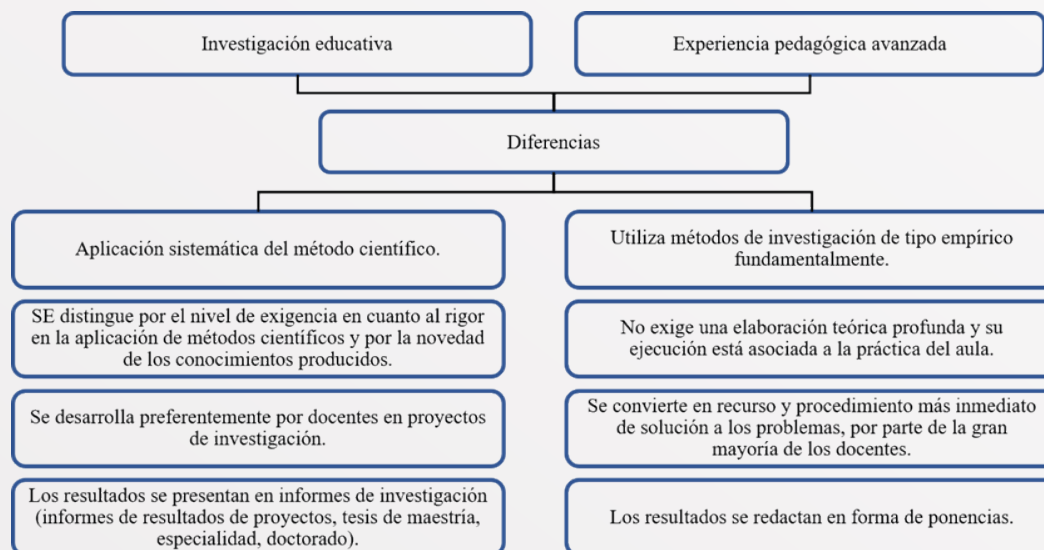 Investigación educativa
Experiencia pedagógica avanzada
Diferencias
Aplicación sistemática del método científico.
Utiliza métodos de investigación de tipo empírico
fundamentalmente.
SE distingue por el nivel de exigencia en cuanto al rigor
en la aplicación de métodos científicos y por la novedad
de los conocimientos producidos.
No exige una elaboración teórica profunda y su
ejecución está asociada a la práctica del aula.
Se desarrolla preferentemente por docentes en proyectos
de investigación.
Se convierte en recurso y procedimiento más inmediato
de solución a los problemas, por parte de la gran
mayoría de los docentes.
Los resultados se presentan en informes de investigación
(informes de resultados de proyectos, tesis de maestría,
especialidad, doctorado).
Los resultados se redactan en forma de ponencias.